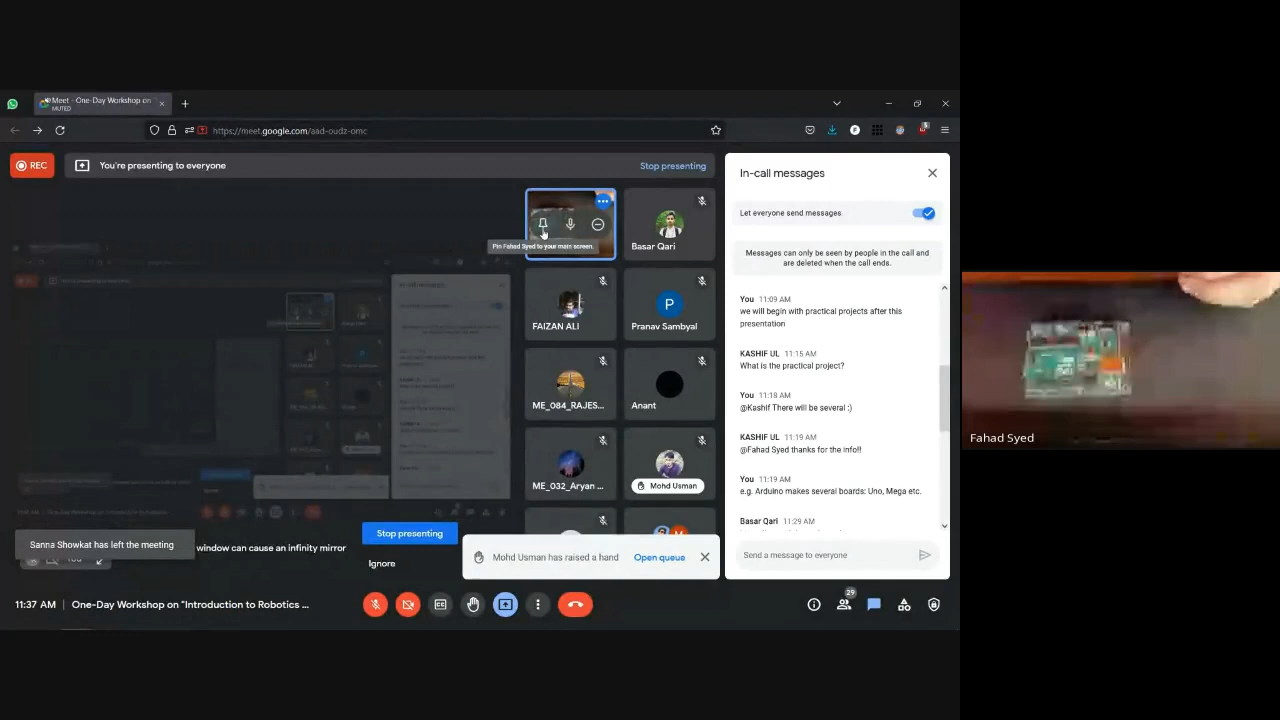 Meet - One-Day Workshop on
MUTED
https://meet.google.com/aad-oudz-omc
REC
You're presenting to everyone
Stop presenting
In-call messages
Let everyone send messages
Messages can only be seen by people in the call and
are deleted when the call ends.
Pin Fahad Syed to your main screen.
Basar Qari
FAIZAN ALI
P
Pranav Sambyal
ME_084_RAJES...
Anant
ME_032_Aryan ...
Mohd Usman
You 11:09 AM
we will begin with practical projects after this
presentation
KASHIF UL 11:15 AM
What is the practical project?
You 11:18 AM
@Kashif There will be several :)
KASHIF UL 11:19 AM
@Fahad Syed thanks for the info!!
You 11:19 AM
e.g. Arduino makes several boards: Uno, Mega etc.
Basar Qari 11:29 AM
Send a message to everyone
Sanna Showkat has left the meeting
window can cause an infinity mirror
Stop presenting
Ignore
Mohd Usman has raised a hand
Open queue
11:37 AM | One-Day Workshop on "Introduction to Robotics ...
29
Fahad Syed